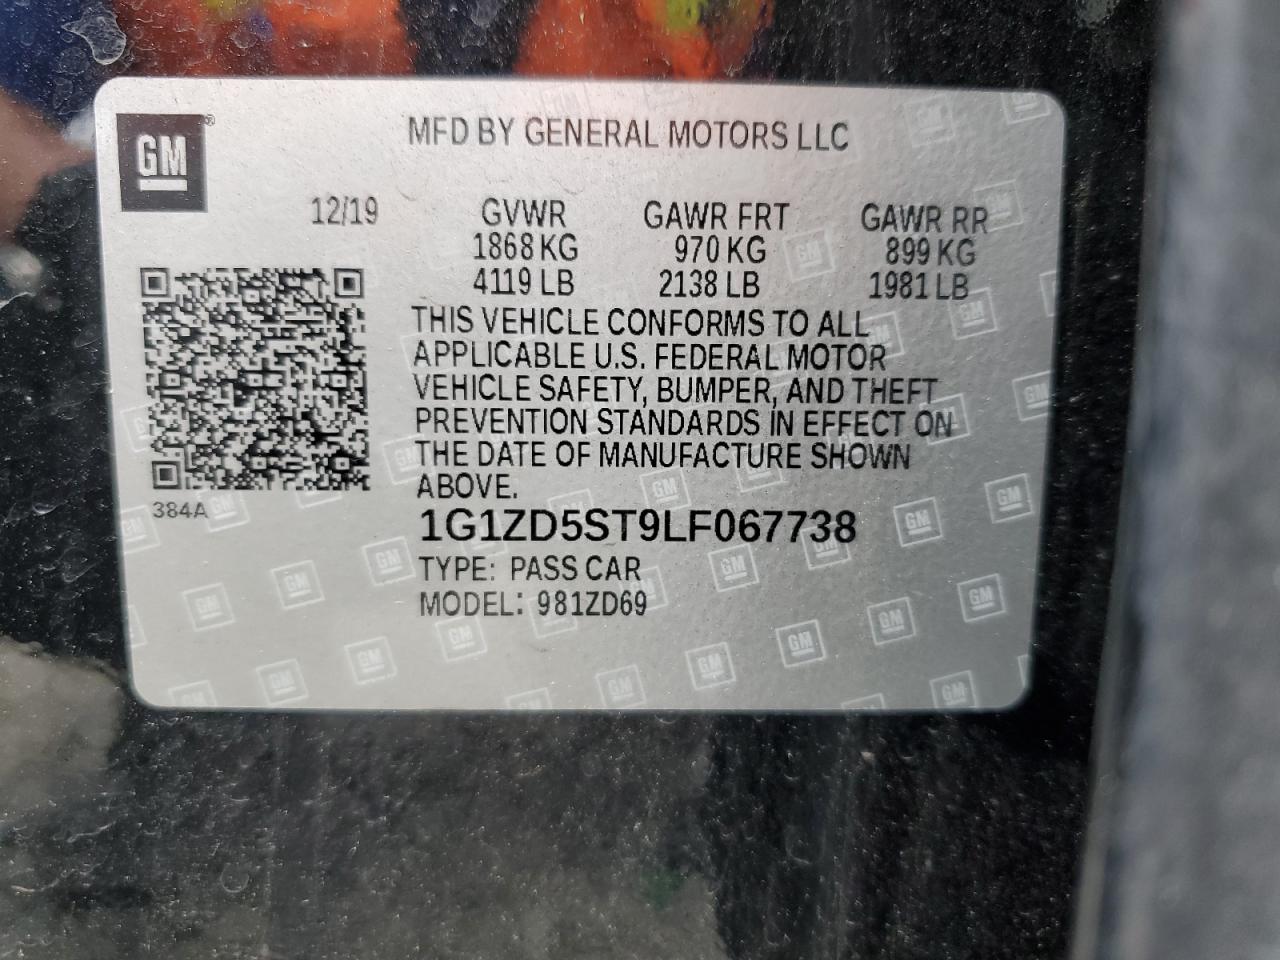 GM®
MFD BY GENERAL MOTORS LLC
12/19
GVWR GAWR FRT GAWR RR
1868 KG 970 KG 899 KG
4119 LB 2138 LB 1981 LB
THIS VEHICLE CONFORMS TO ALL
APPLICABLE U.S. FEDERAL MOTOR
VEHICLE SAFETY, BUMPER, AND THEFT
PREVENTION STANDARDS IN EFFECT ON
THE DATE OF MANUFACTURE SHOWN
ABOVE.
384A
1G1ZD5ST9LF067738
TYPE: PASS CAR
MODEL: 981ZD69